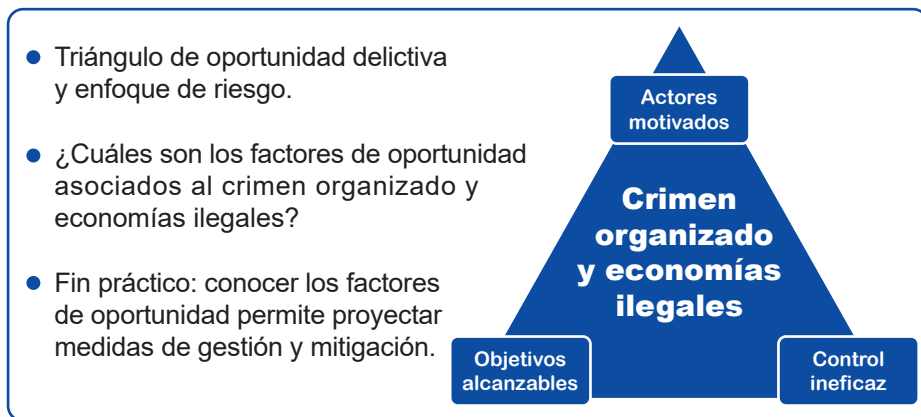 Triángulo de oportunidad delictiva
y enfoque de riesgo.
¿Cuáles son los factores de oportunidad
asociados al crimen organizado y
economías ilegales?
Fin práctico: conocer los factores
de oportunidad permite proyectar
medidas de gestión y mitigación.
Actores
motivados
Crimen
organizado
y economías
ilegales
Objetivos
alcanzables
Control
ineficaz